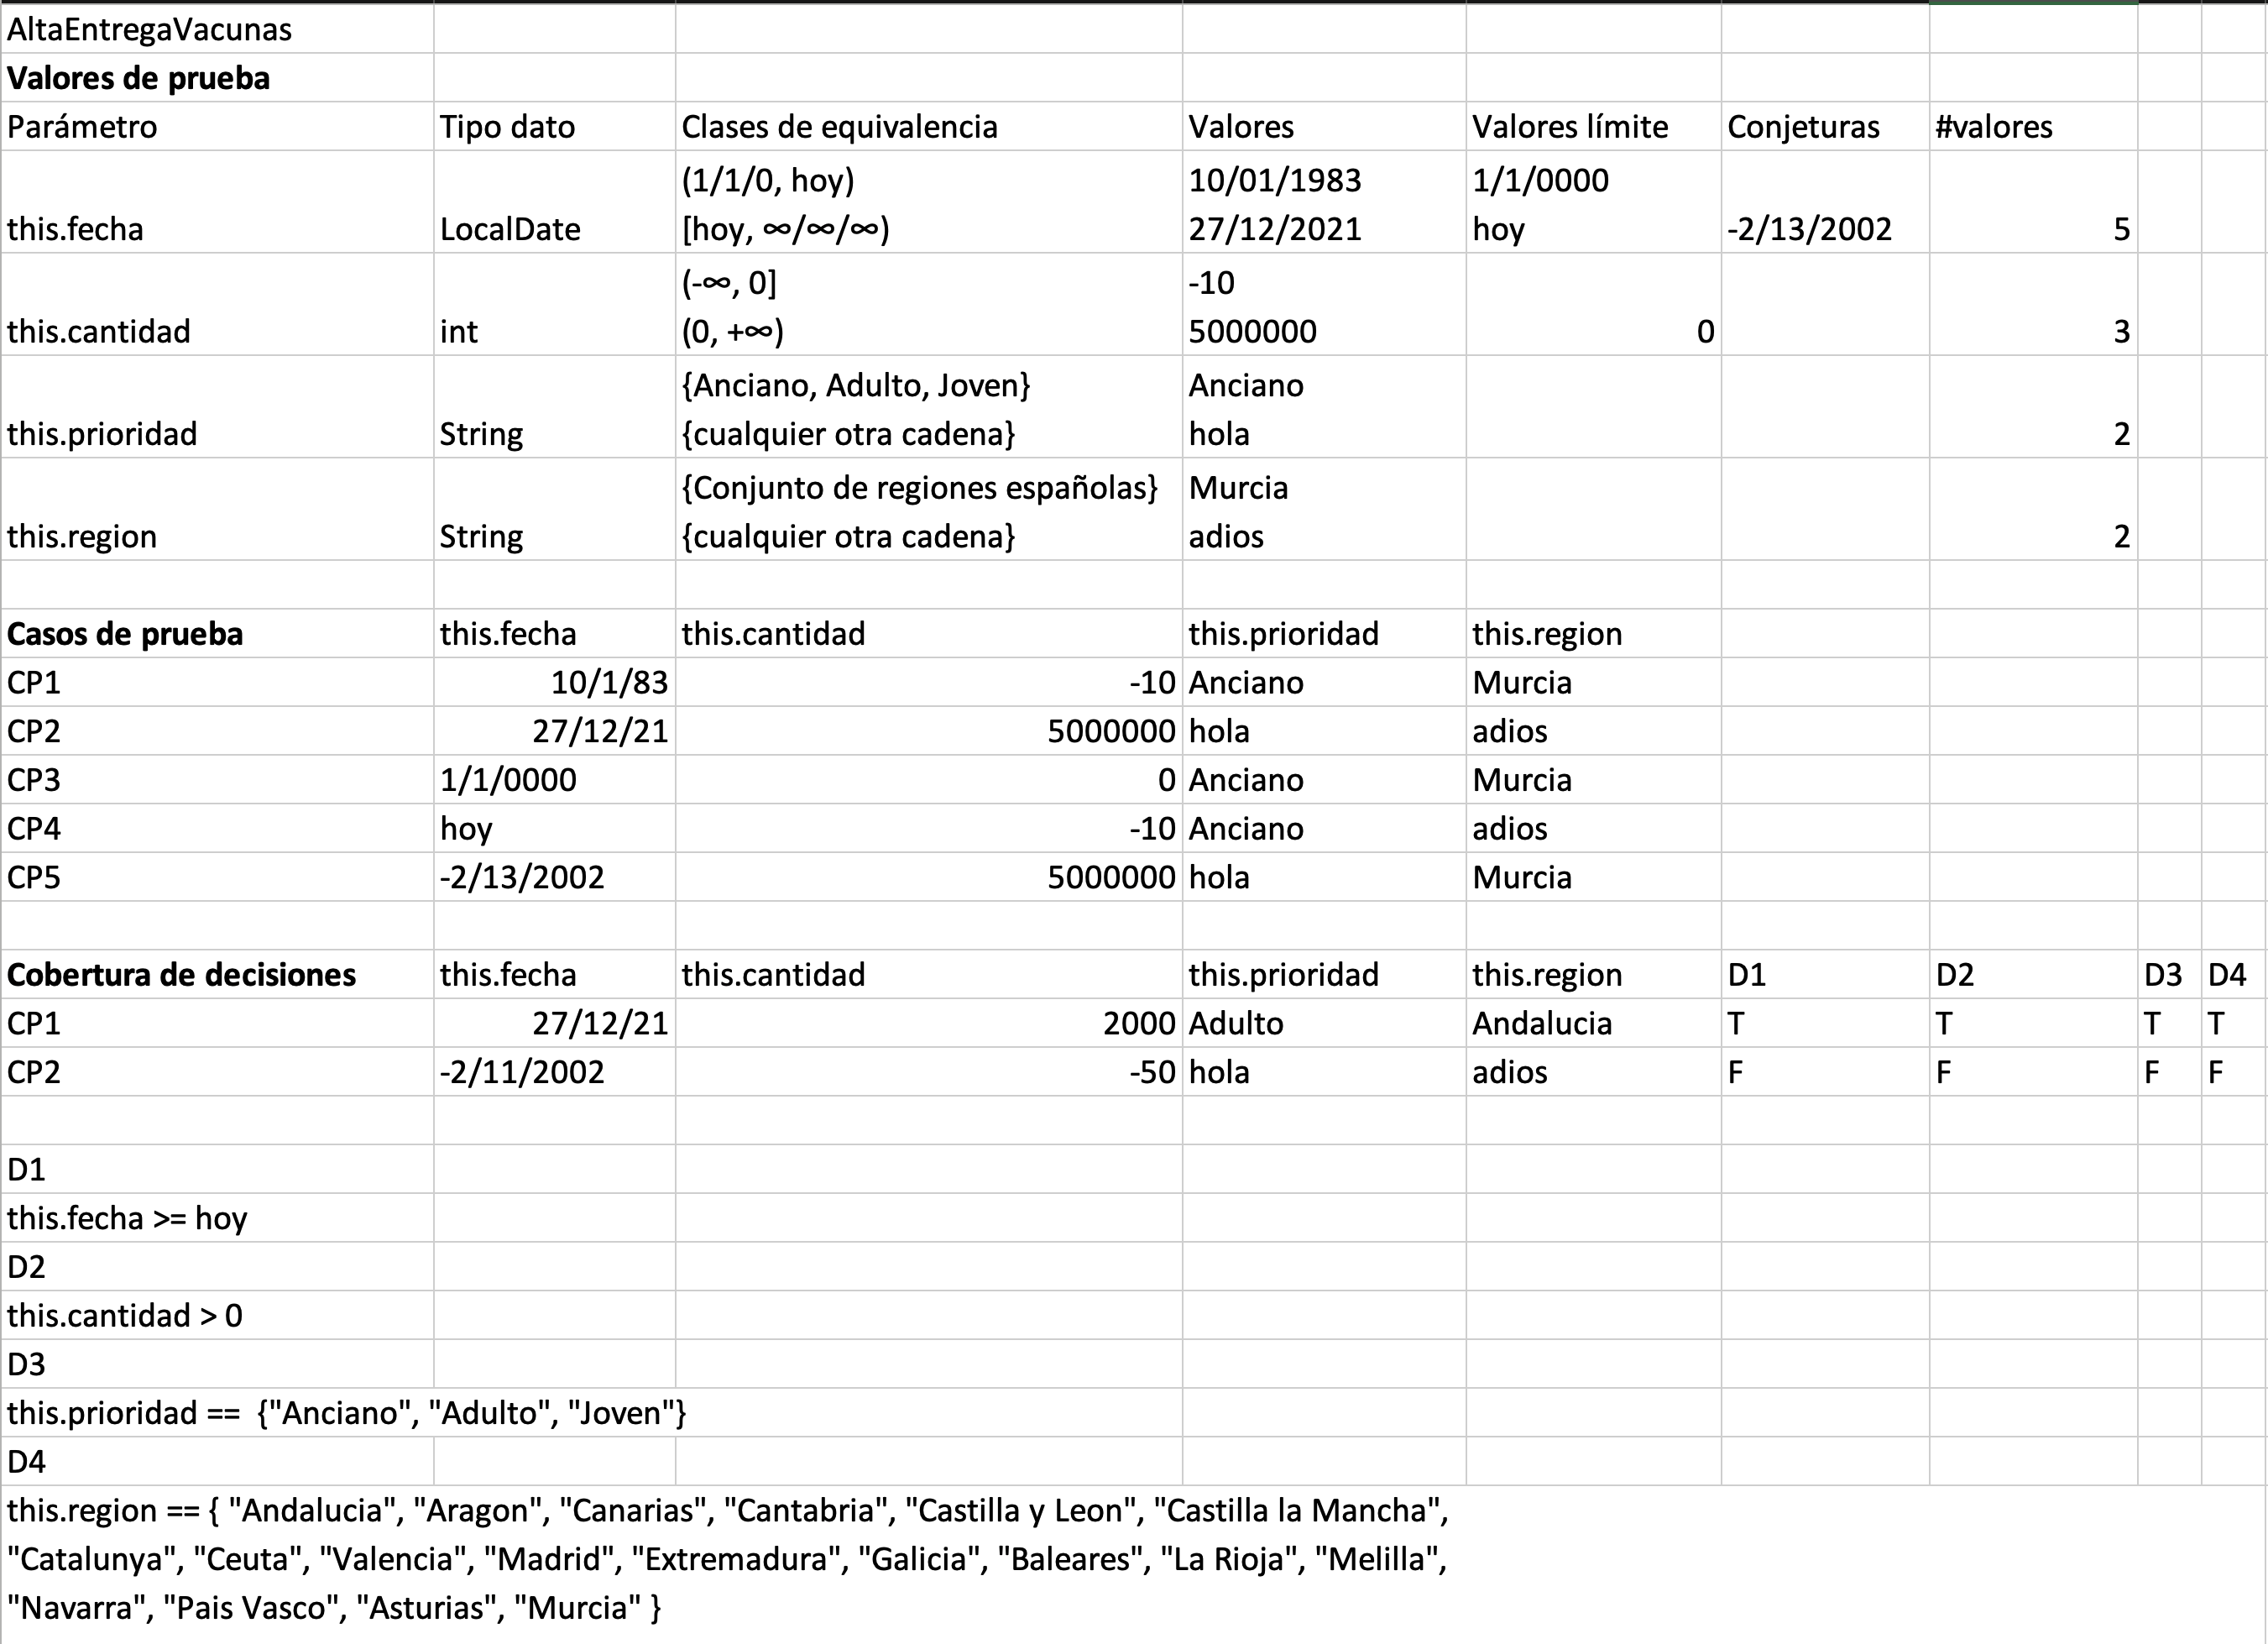 AltaEntregaVacunas
Valores de prueba
Parámetro Tipo dato Clases de equivalencia Valores Valores límite Conjeturas #valores
(1/1/0, hoy) 10/01/1983 1/1/0000
this.fecha LocalDate [hoy, ∞/∞/∞) 27/12/2021 hoy -2/13/2002 5
(-∞, 0] -10
this.cantidad int (0, +∞) 5000000 0 3
{Anciano, Adulto, Joven} Anciano
this.prioridad String {cualquier otra cadena} hola 2
{Conjunto de regiones españolas} Murcia
this.region String {cualquier otra cadena} adios 2
Casos de prueba this.fecha this.cantidad this.prioridad this.region
CP1 10/1/83 -10 Anciano Murcia
CP2 27/12/21 5000000 hola adios
CP3 1/1/0000 0 Anciano Murcia
CP4 hoy -10 Anciano adios
CP5 -2/13/2002 5000000 hola Murcia
Cobertura de decisiones this.fecha this.cantidad this.prioridad this.region D1 D2 D3 D4
CP1 27/12/21 2000 Adulto Andalucia T T T T
CP2 -2/11/2002 -50 hola adios F F F F
D1
this.fecha >= hoy
D2
this.cantidad > 0
D3
this.prioridad == {"Anciano", "Adulto", "Joven"}
D4
this.region == { "Andalucia", "Aragon", "Canarias", "Cantabria", "Castilla y Leon", "Castilla la Mancha",
"Catalunya", "Ceuta", "Valencia", "Madrid", "Extremadura", "Galicia", "Baleares", "La Rioja", "Melilla",
"Navarra", "Pais Vasco", "Asturias", "Murcia" }